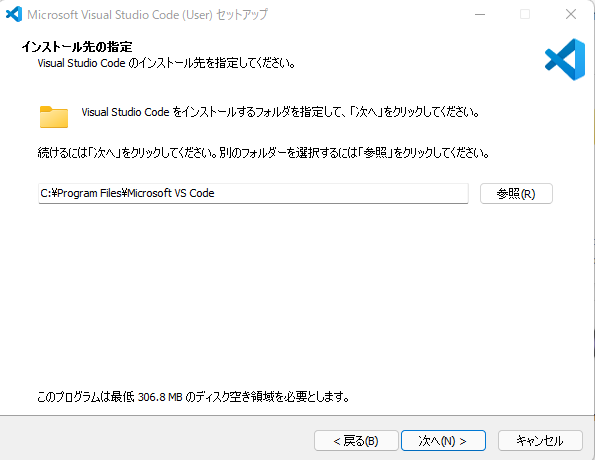 Microsoft Visual Studio Code (User) セットアップ
インストール先の指定
Visual Studio Code のインストール先を指定してください。
Visual Studio Code をインストールするフォルダを指定して、「次へ」をクリックしてください。
続けるには「次へ」をクリックしてください。別のフォルダーを選択するには「参照」をクリックしてください。
C:¥Program Files¥Microsoft VS Code 参照(R)
このプログラムは最低 306.8 MB のディスク空き領域を必要とします。
< 戻る(B) 次へ(N) > キャンセル